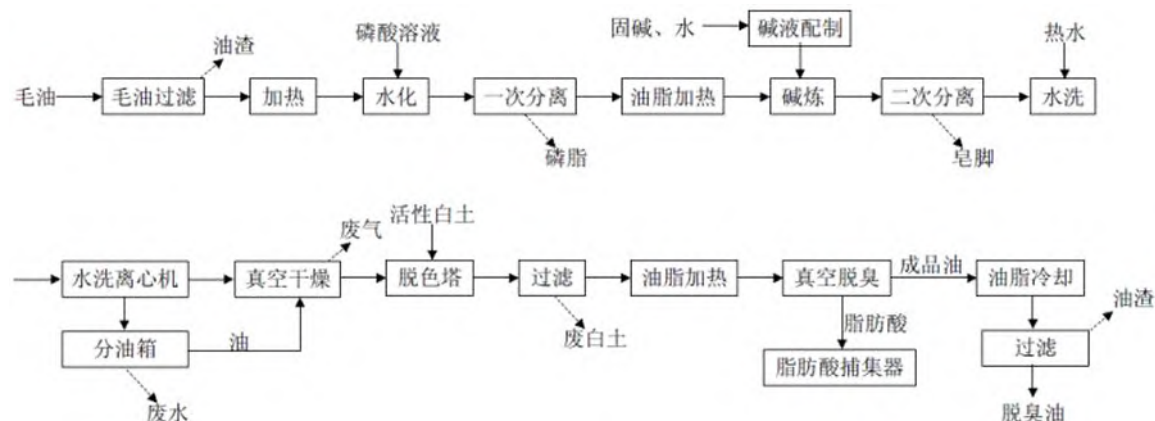 磷酸溶液
固碱、水
碱液配制
热水
油渣
毛油
毛油过滤
加热
水化
一次分离
油脂加热
碱炼
二次分离
水洗
磷脂
皂脚
废气
活性白土
水洗离心机
真空干燥
脱色塔
过滤
油脂加热
真空脱臭
成品油
油脂冷却
油渣
分油箱
油
废白土
脂肪酸
过滤
脂肪酸捕集器
废水
脱臭油